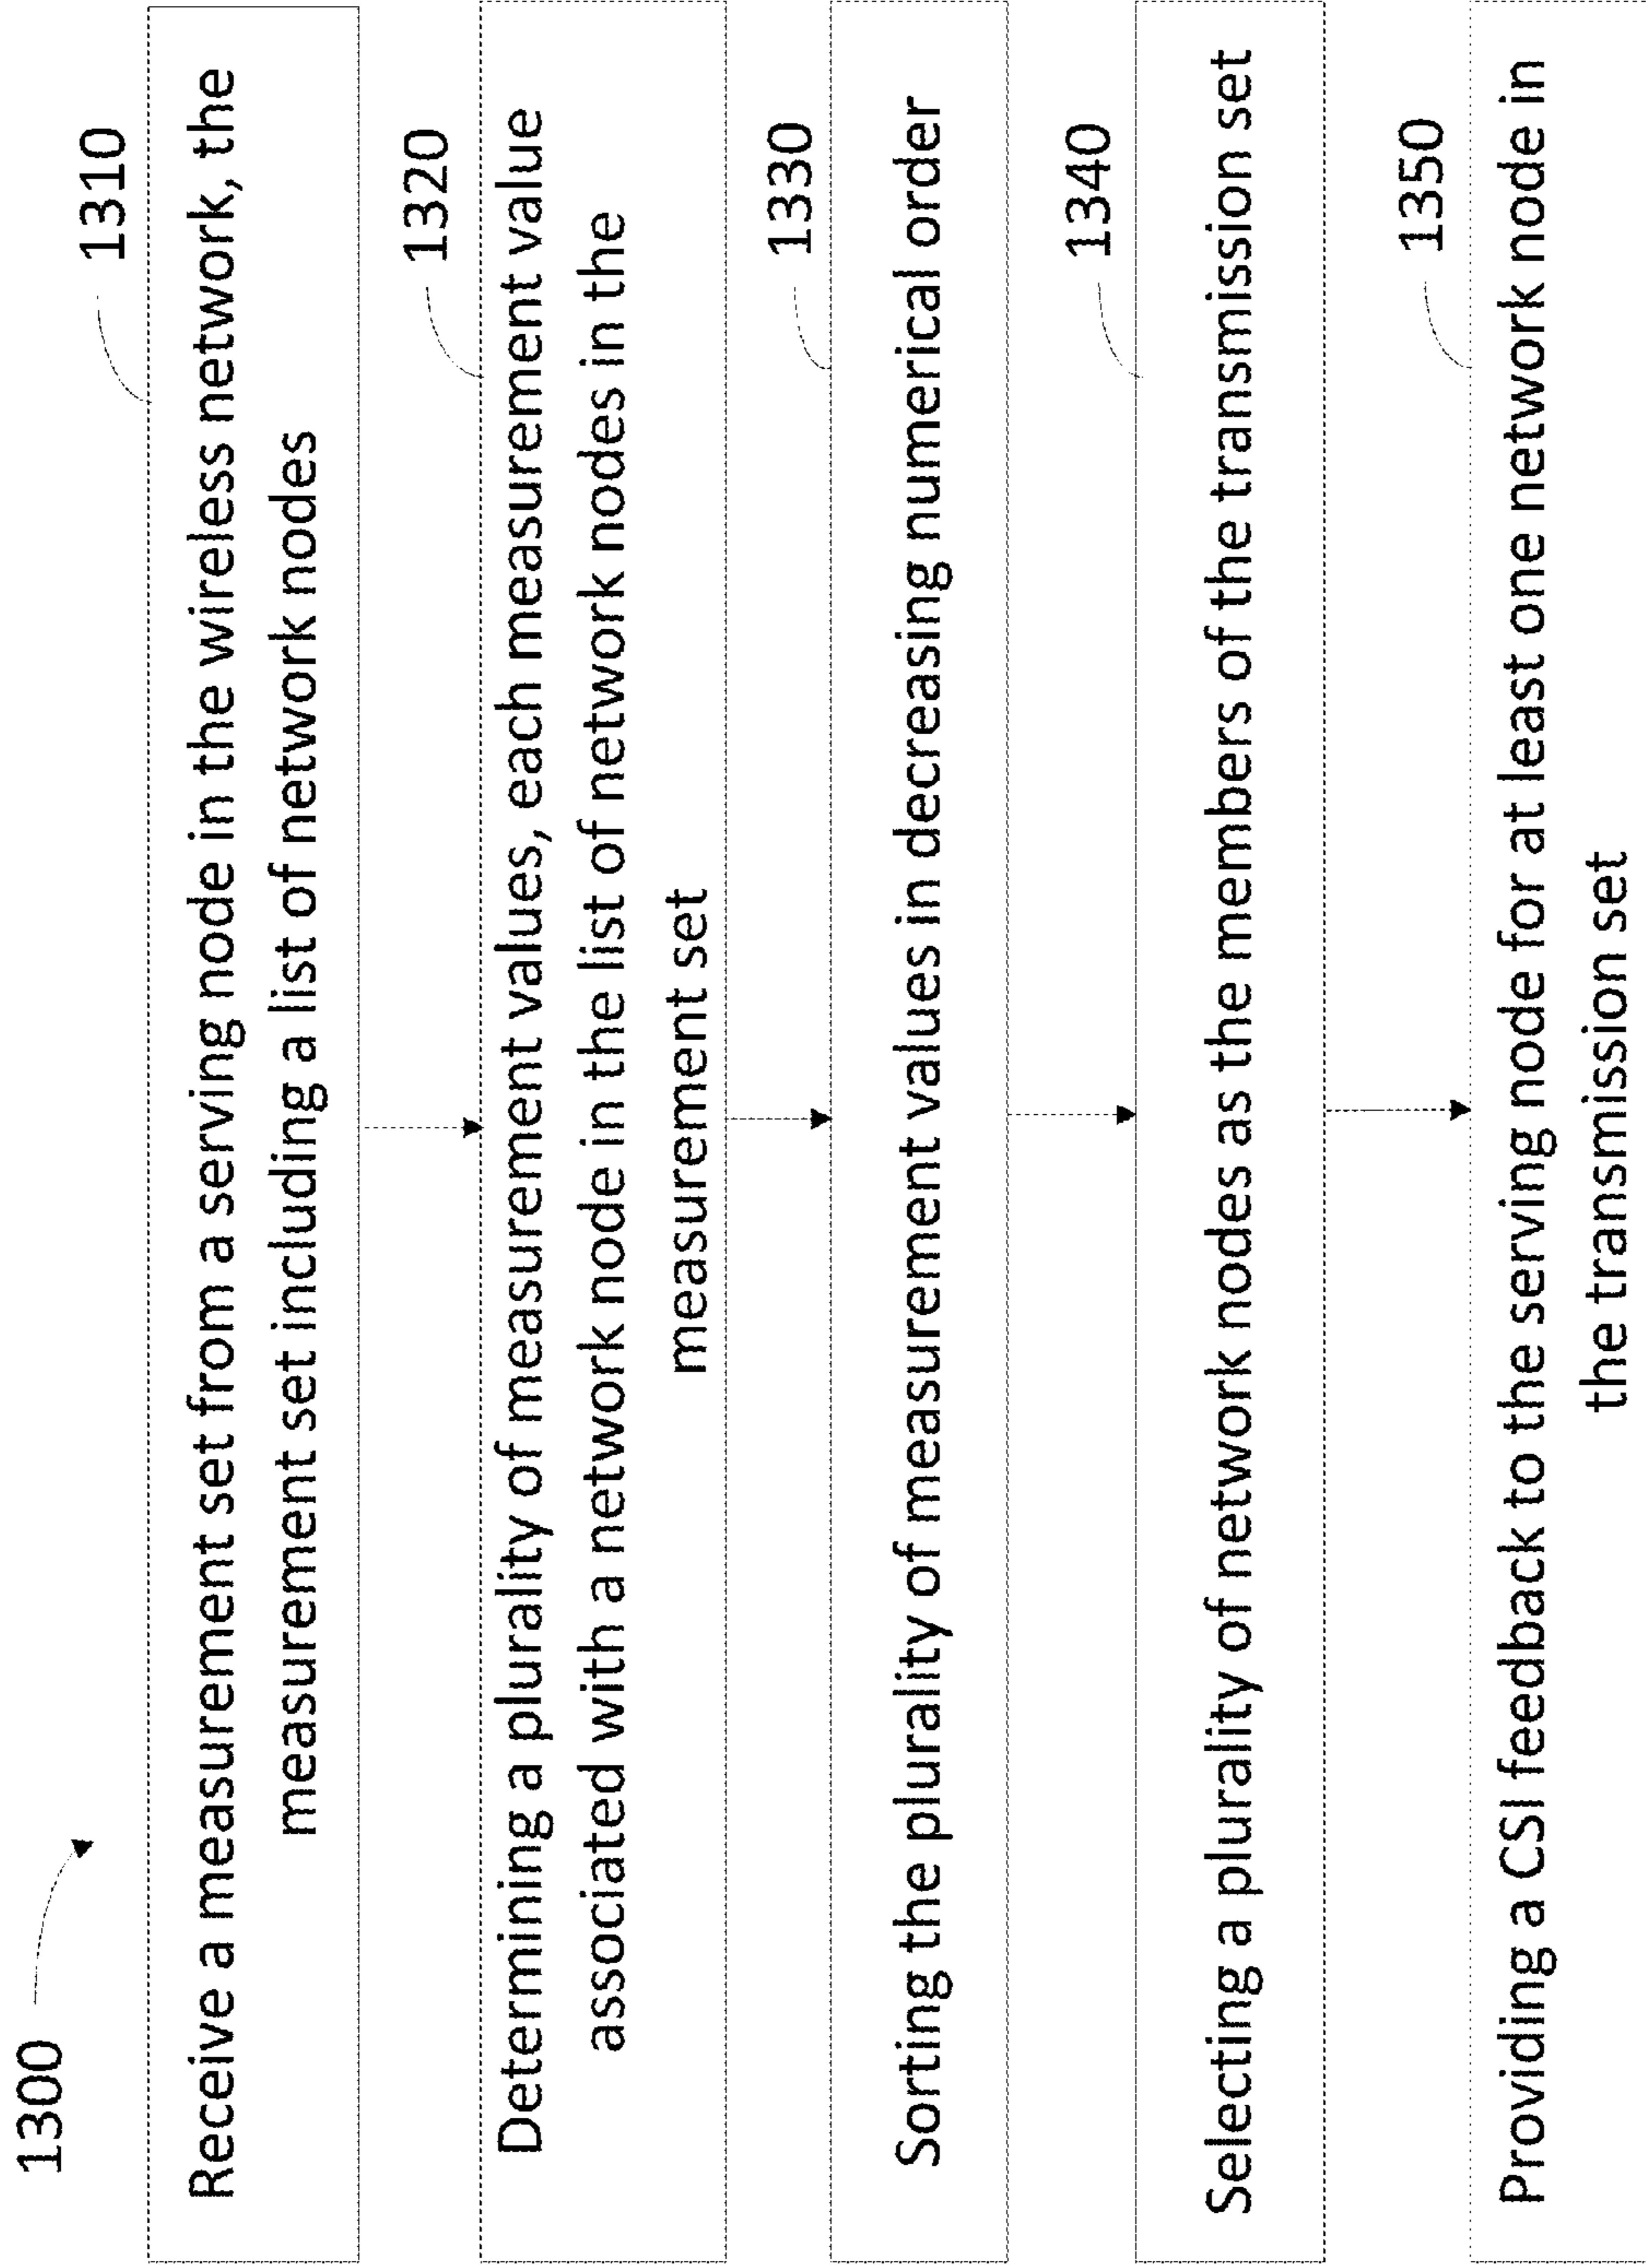 1300
1310
Receive a measurement set from a serving node in the wireless network, the
measurement set including a list of network nodes
1320
Determining a plurality of measurement values, each measurement value
associated with a network node in the list of network nodes in the
measurement set
1330
Sorting the plurality of measurement values in decreasing numerical order
1340
Selecting a plurality of network nodes as the members of the transmission set
1350
Providing a CSI feedback to the serving node for at least one network node in
the transmission set